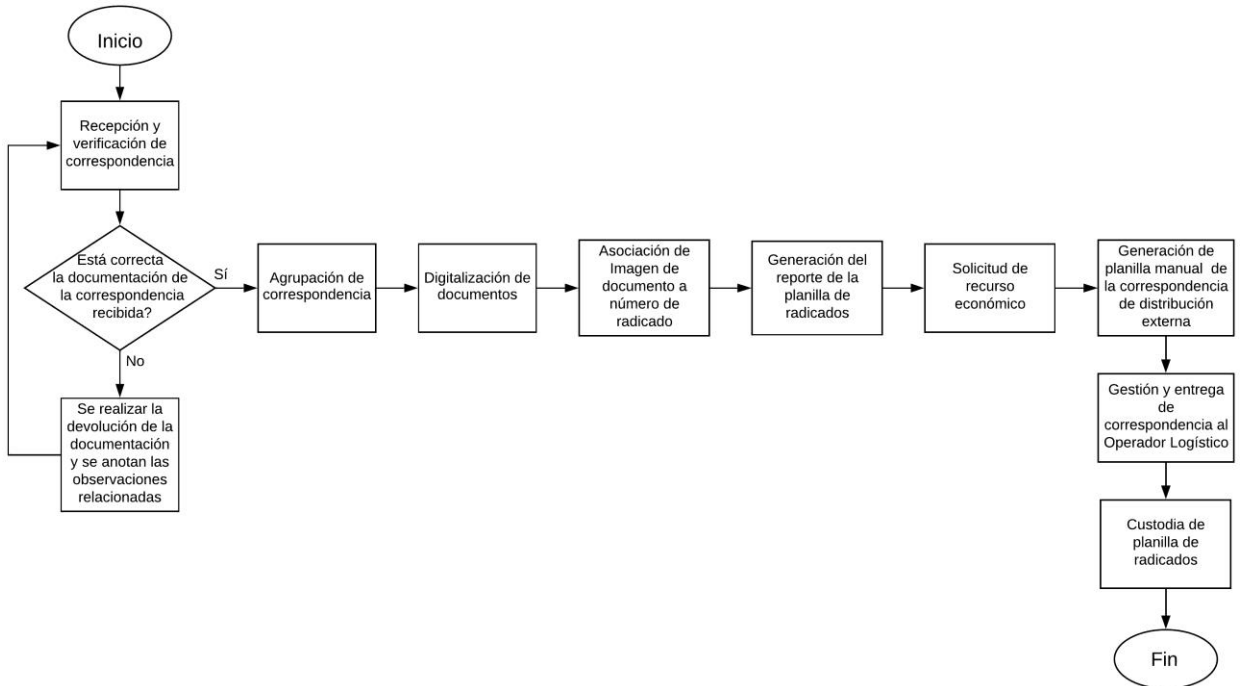 Inicio
Recepción y
verificación de
correspondencia
Está correcta
la documentación de
la correspondencia
recibida?
Sí
No
Se realizar la
devolución de la
documentación
y se anotan las
observaciones
relacionadas
Agrupación de
correspondencia
Digitalización de
documentos
Asociación de
Imagen de
documento a
número de
radicado
Generación del
reporte de la
planilla de
radicados
Solicitud de
recurso
económico
Generación de
planilla manual de
la correspondencia
de distribución
externa
Gestión y entrega
de
correspondencia al
Operador Logístico
Custodia de
planilla de
radicados
Fin